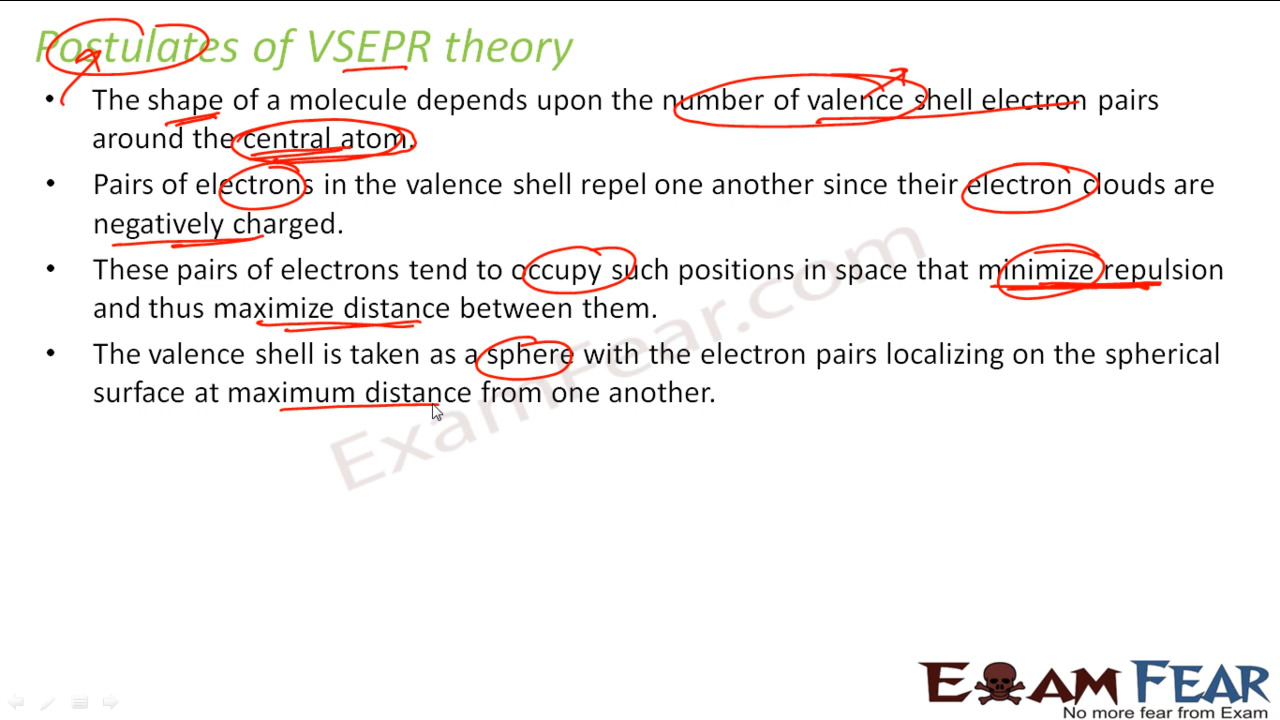 Postulates of VSEPR theory
• The shape of a molecule depends upon the number of valence shell electron pairs
around the central atom.
• Pairs of electrons in the valence shell repel one another since their electron clouds are
negatively charged.
• These pairs of electrons tend to occupy such positions in space that minimize repulsion
and thus maximize distance between them.
• The valence shell is taken as a sphere with the electron pairs localizing on the spherical
surface at maximum distance from one another.
ExamFear.com
EXAM FEAR
No more fear from Exam